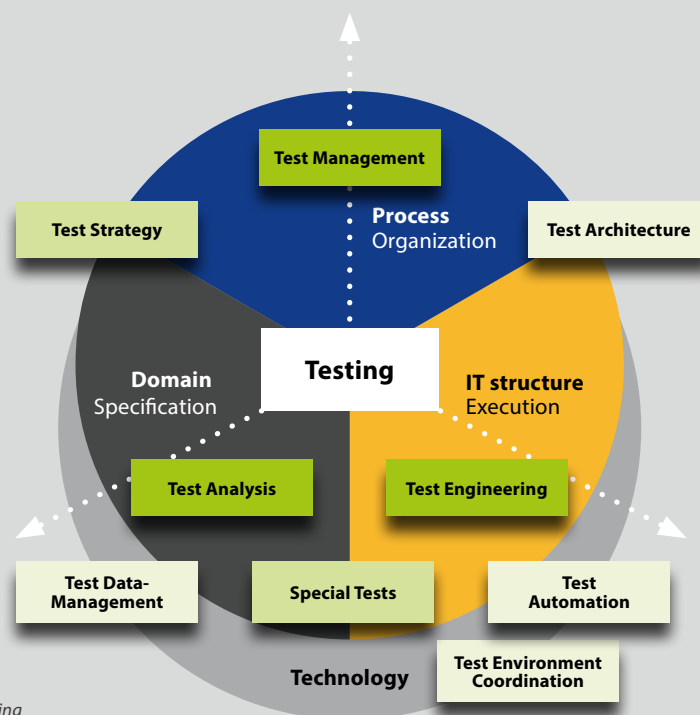 Test Management
Process
Organization
Test Strategy
Test Architecture
Testing
Domain
Specification
IT structure
Execution
Test Analysis
Test Engineering
Test Data-
Management
Special Tests
Test
Automation
Technology
Test Environment
Coordination